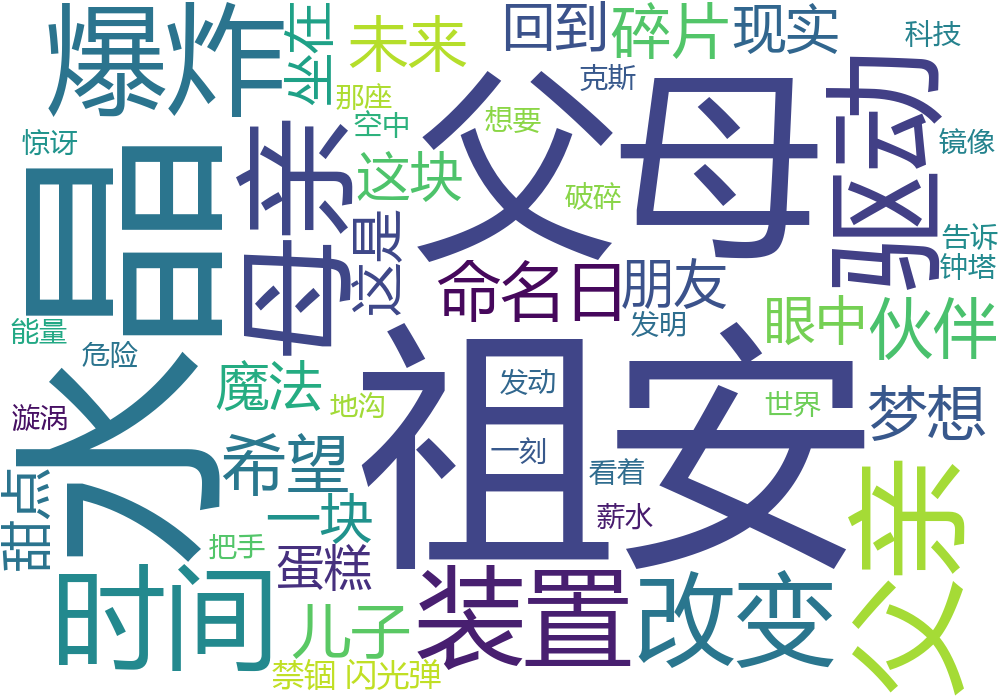 爆炸
坐在
未来
回到
碎片
现实
科技
克斯
那座
想要
空中
惊讶
父母
驱动
镜像
水晶
母亲
这块
破碎
这是
告诉
钟塔
命名日
朋友
眼中
伙伴
发明
能量
危险
祖安
魔法
发动
地沟
世界
梦想
漩涡
希望
一刻
看着
甜点
一块
薪水
父亲
把手
蛋糕
时间
装置
改变
儿子
禁锢 闪光弹